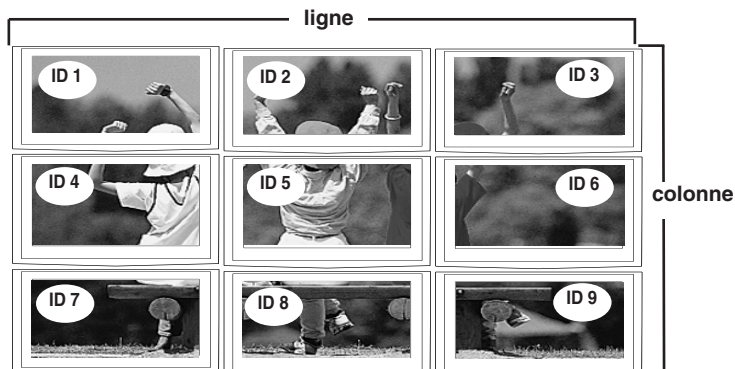 ligne
ID 1 ID 2 ID 3
ID 4 ID 5 ID 6
colonne
ID 7 ID 8 ID 9